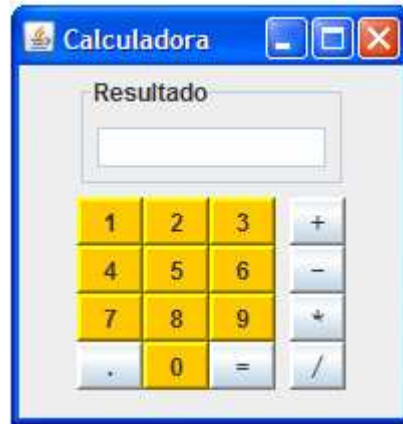 Calculadora
Resultado
1 2 3 +
4 5 6 -
7 8 9 *
. 0 = /